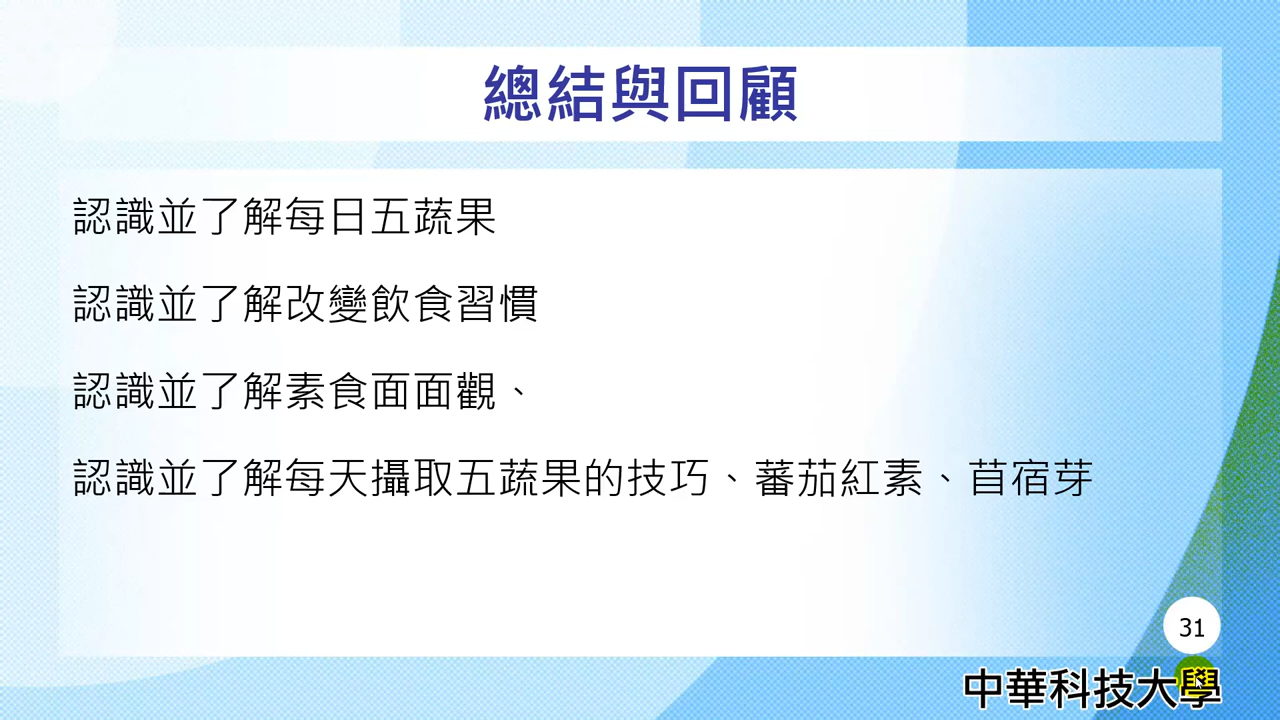 總結與回顧
認識並了解每日五蔬果
認識並了解改變飲食習慣
認識並了解素食面面觀、
認識並了解每天攝取五蔬果的技巧、蕃茄紅素、苜宿芽
31
中華科技大學